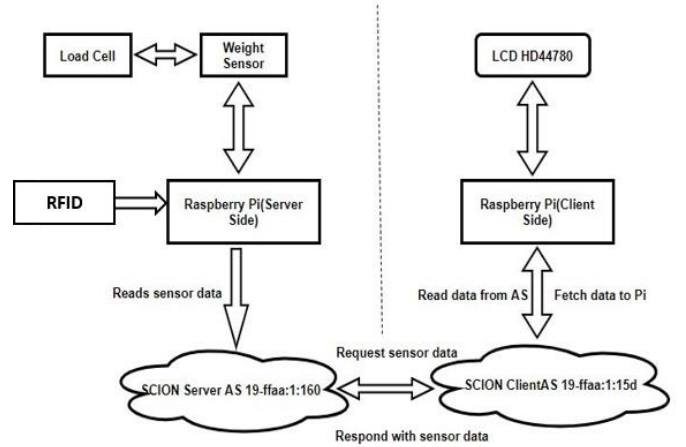 Load Cell
Weight
Sensor
LCD HD44780
RFID
Raspberry Pi(Server
Side)
Raspberry Pi(Client
Side)
Reads sensor data
Read data from AS
Fetch data to Pi
Request sensor data
SCION Server AS 19-ffaa:1:160
SCION ClientAS 19-ffaa:1:15d
Respond with sensor data